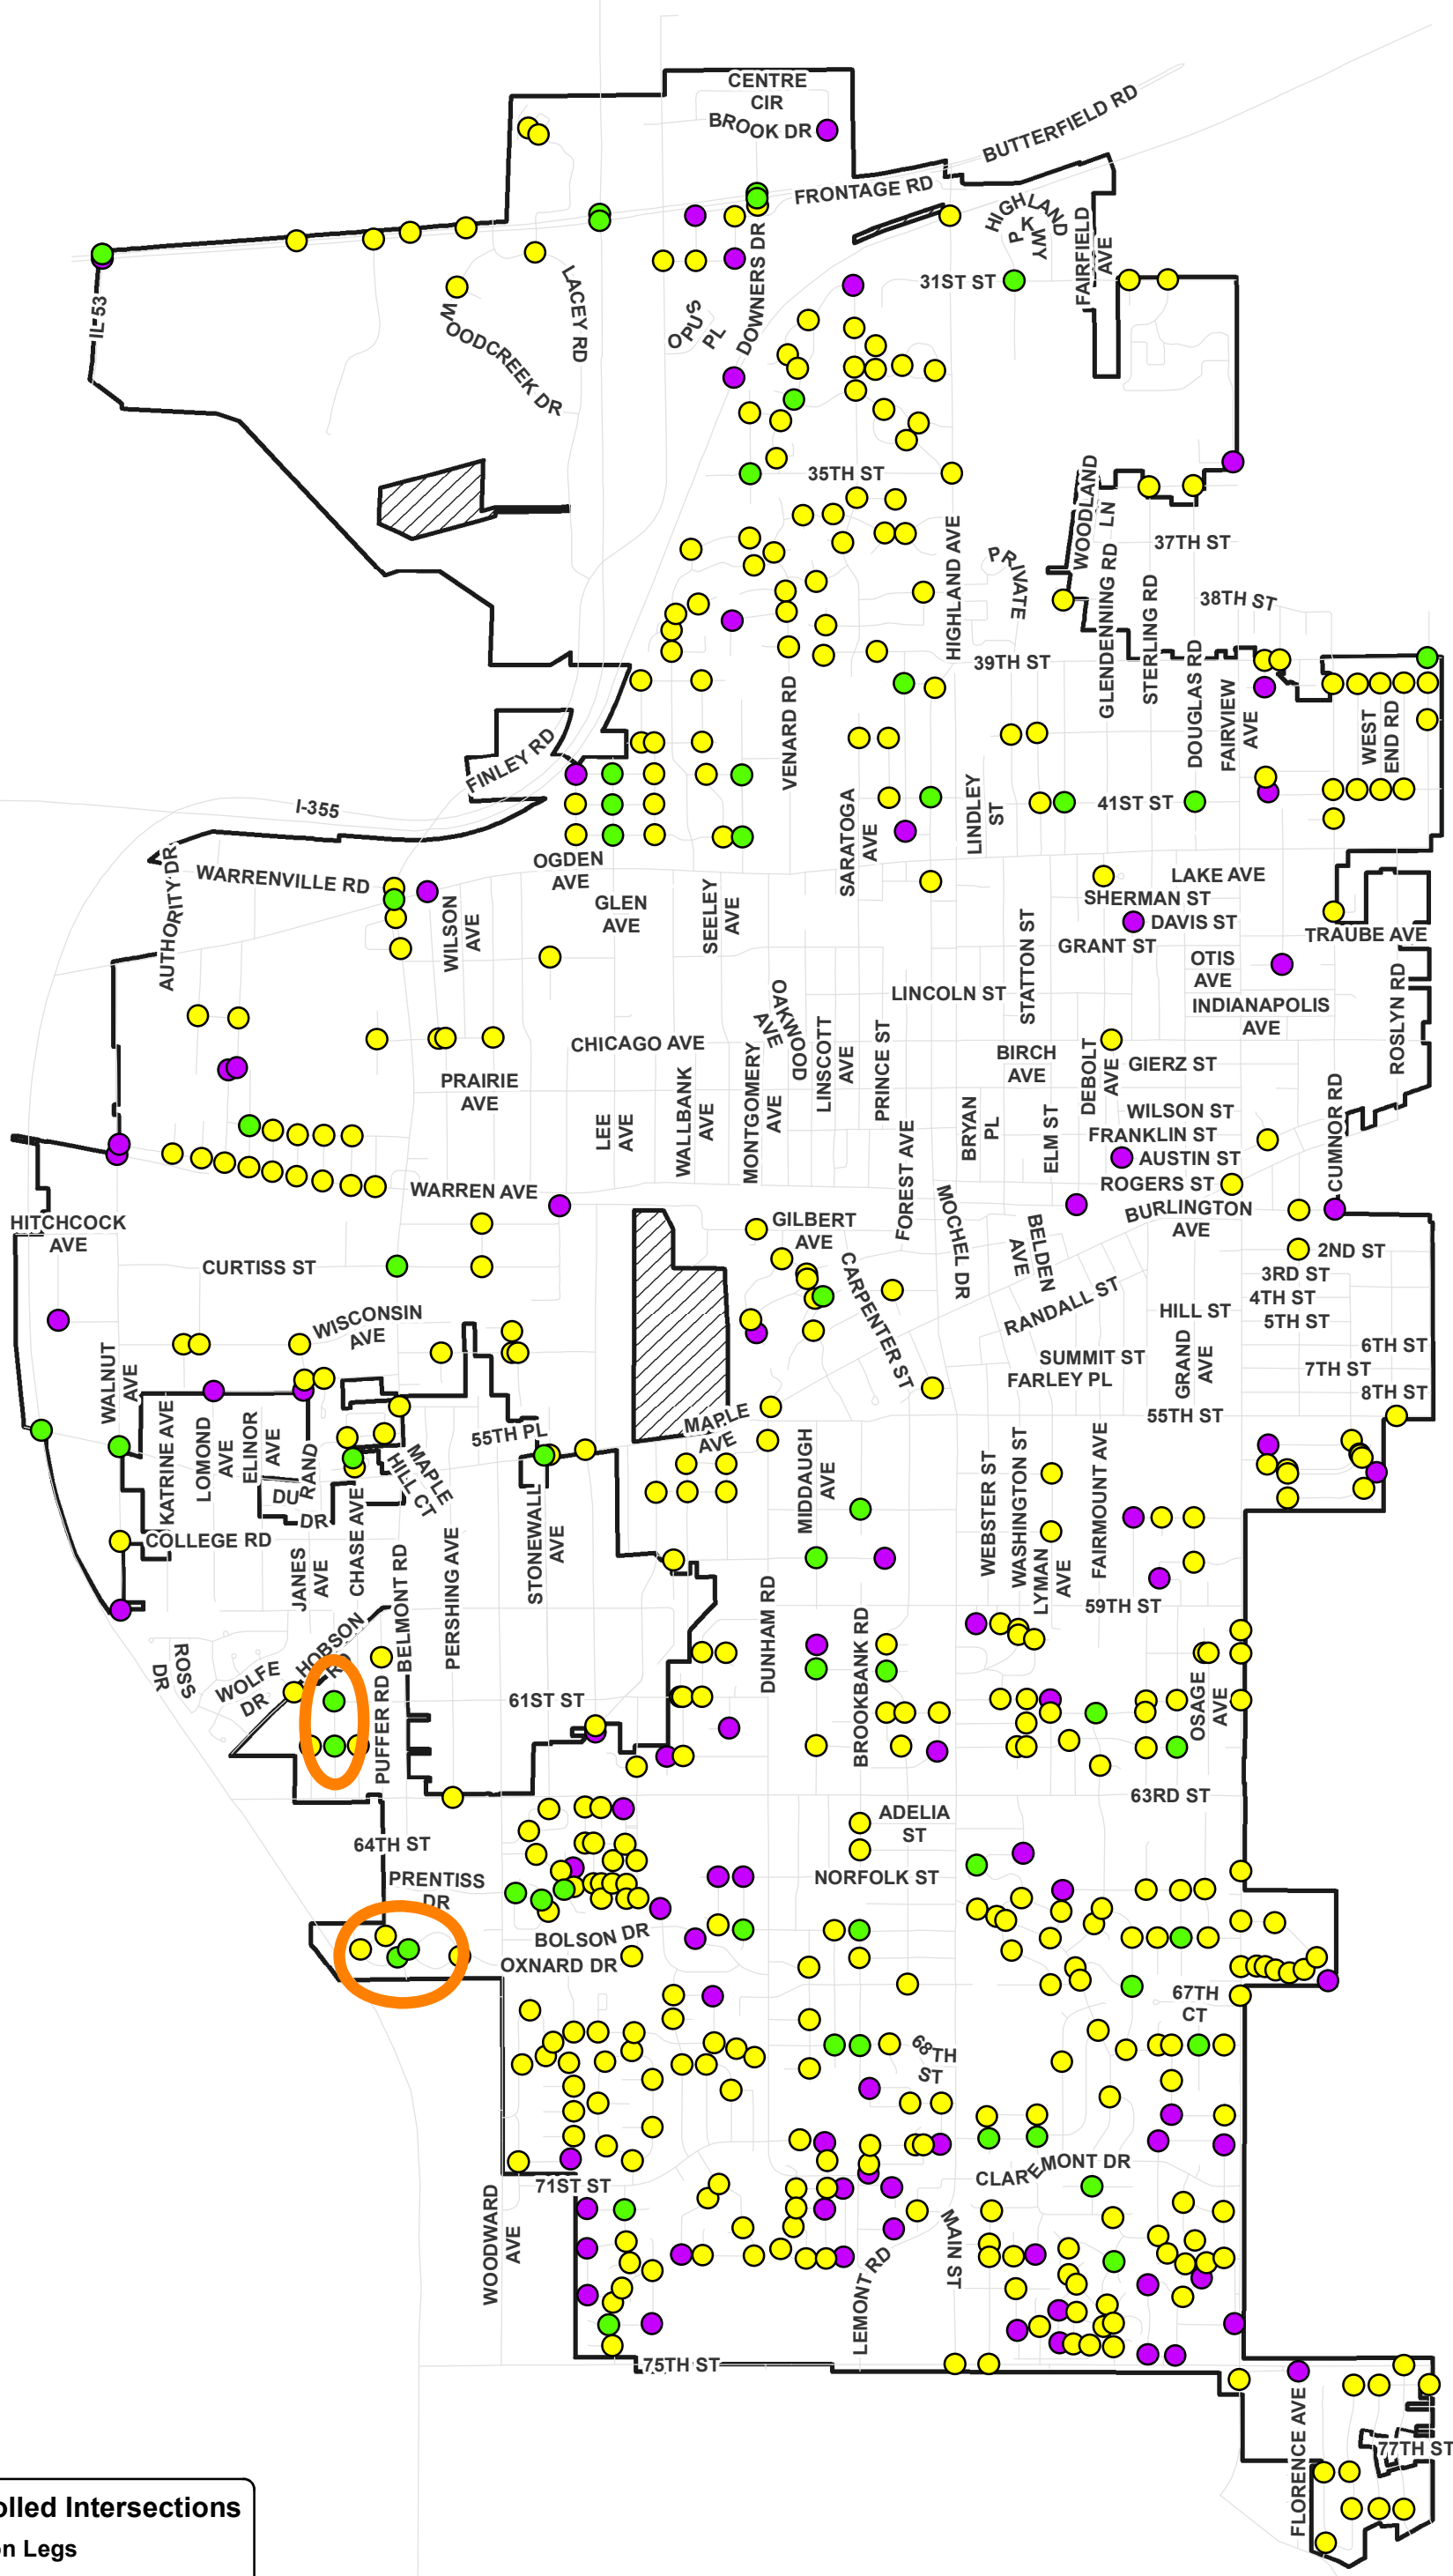 CENTRE
CIR
BROOK DR
BUTTERFIELD RD
FRONTAGE RD
HIGHLAND
PKWY
FAIRFIELD
AVE
31ST ST
IL 53
LACEY RD
DOWNERS DR
OPUS
PL
WOODCREEK DR
35TH ST
WOODLAND
LN
37TH ST
HIGHLAND AVE
PRIVATE
GLENDENNING RD
STERLING RD
38TH ST
39TH ST
DOUGLAS RD
FAIRVIEW
AVE
WEST
END RD
VENARD RD
FINLEY RD
I-355
SARATOGA
AVE
LINDLEY
ST
41ST ST
AUTHORITY DR
WARRENVILLE RD
OGDEN
AVE
LAKE AVE
SHERMAN ST
DAVIS ST
GRANT ST
TRAUBE AVE
WILSON
AVE
GLEN
AVE
SEELEY
AVE
STATTON ST
OTIS
AVE
LINCOLN ST
INDIANAPOLIS
AVE
ROSLYN RD
OAKWOOD
AVE
CHICAGO AVE
LINSCOTT
AVE
PRINCE ST
BIRCH
AVE
DEBOLT
AVE
GIERZ ST
PRAIRIE
AVE
LEE
AVE
WALLBANK
AVE
MONTGOMERY
AVE
BRYAN
PL
ELM ST
WILSON ST
FRANKLIN ST
AUSTIN ST
CUMNOR RD
WARREN AVE
FOREST AVE
ROGERS ST
BURLINGTON
AVE
HITCHCOCK
AVE
GILBERT
AVE
MOCHEL DR
BELDEN
AVE
2ND ST
CURTISS ST
CARPENTER ST
3RD ST
4TH ST
5TH ST
RANDALL ST
HILL ST
WISCONSIN
AVE
6TH ST
GRAND
AVE
SUMMIT ST
7TH ST
FARLEY PL
8TH ST
WALNUT
AVE
KATRINE AVE
LOMOND
AVE
ELINOR
AVE
RAND
MAPLE
HILL CT
55TH PL
MAPLE
AVE
55TH ST
DU
DR
CHASE AVE
MIDDAUGH
AVE
WEBSTER ST
WASHINGTON ST
LYMAN
AVE
FAIRMOUNT AVE
COLLEGE RD
JANES
AVE
BELMONT RD
PERSHING AVE
STONEWALL
AVE
59TH ST
ROSS
DR
WOLFE
DR
HOBSON
RD
PUFFER RD
DUNHAM RD
BROOKBANK RD
61ST ST
OSAGE
AVE
63RD ST
64TH ST
ADELIA
ST
PRENTISS
DR
NORFOLK ST
BOLSON DR
OXNARD DR
67TH
CT
68TH
ST
71ST ST
CLAREMONT DR
WOODWARD
AVE
MAIN ST
LEMONT RD
75TH ST
FLORENCE AVE
77TH ST
olled Intersections
on Legs